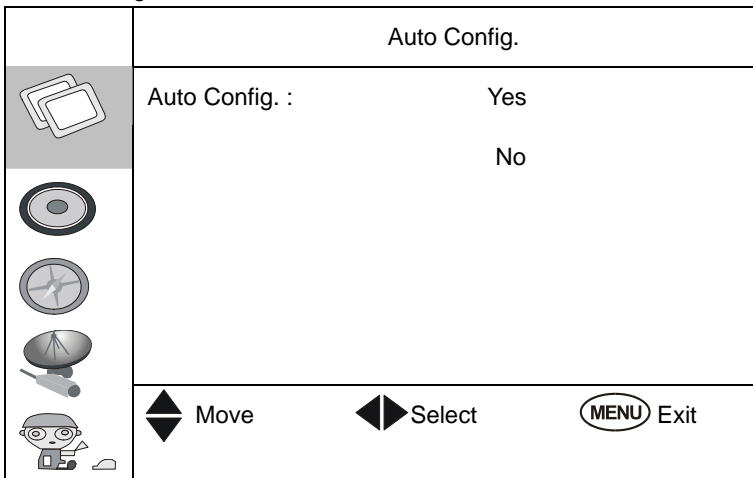 Auto Config.
Auto Config. : Yes
No
Move Select MENU Exit